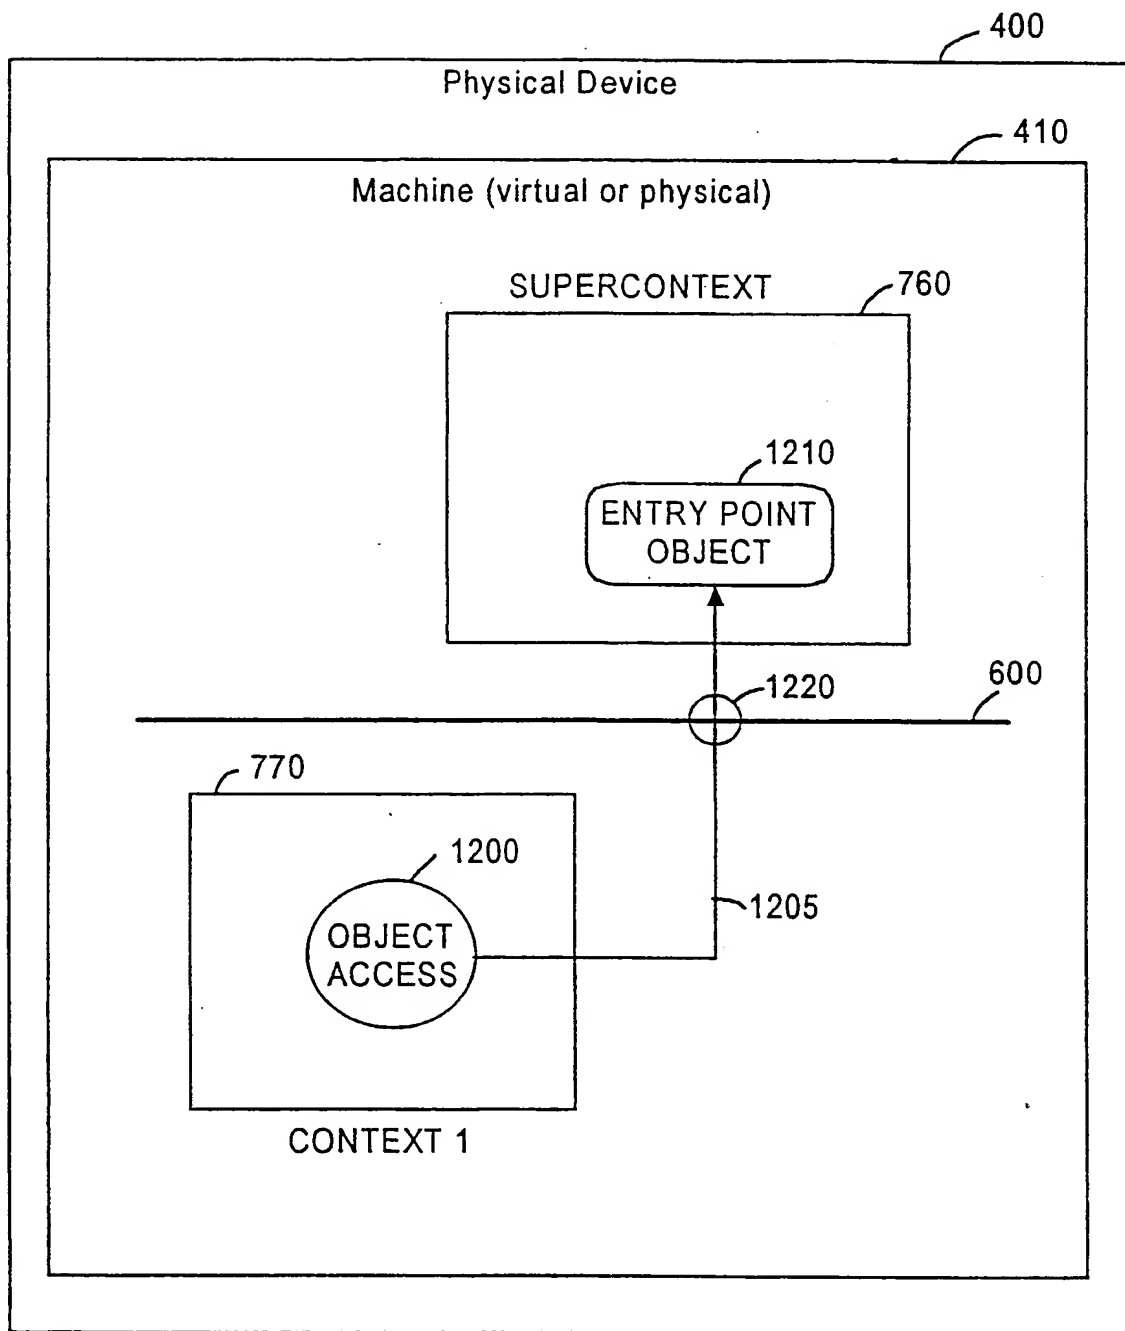 400
Physical Device
410
Machine (virtual or physical)
SUPERCONTEXT
760
1210
ENTRY POINT
OBJECT
1220
600
770
1200
OBJECT
ACCESS
1205
CONTEXT 1